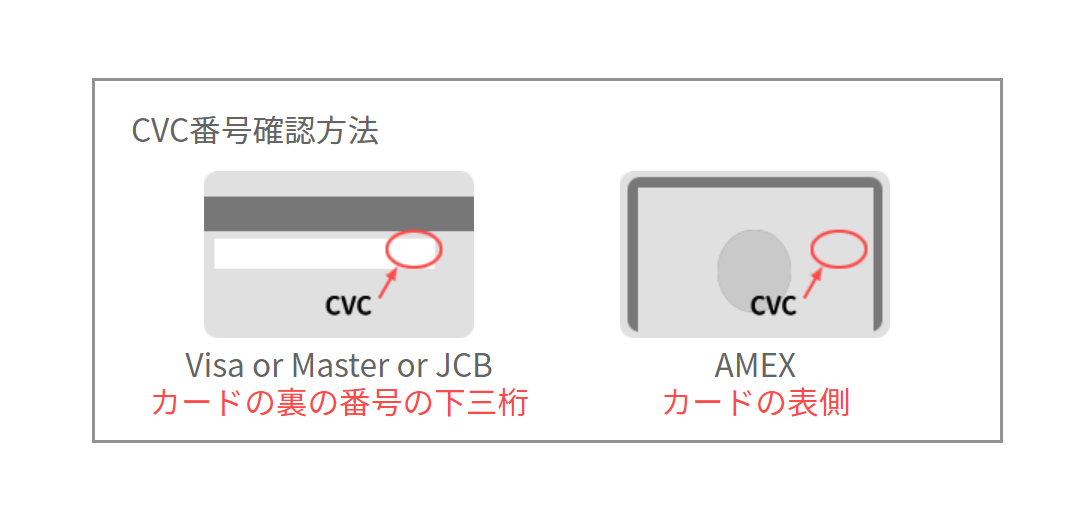 CVC番号確認方法
CVC
CVC
Visa or Master or JCB
カードの裏の番号の下三桁
AMEX
カードの表側